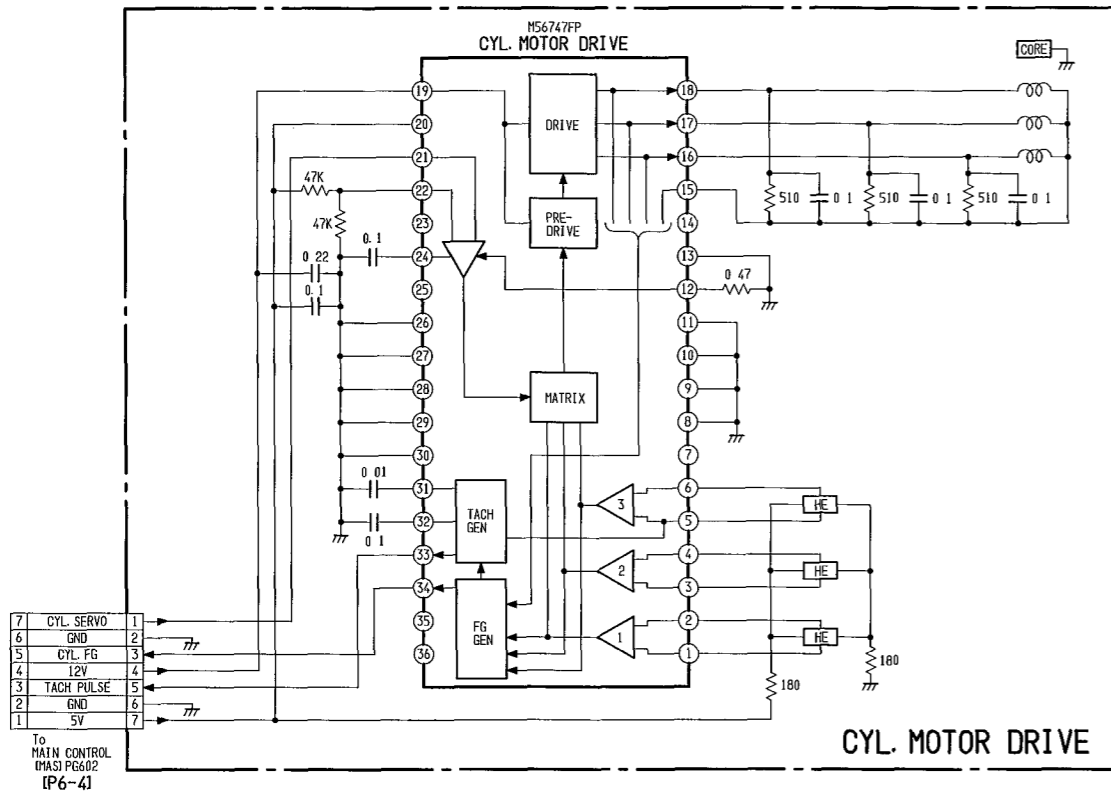 M56747FP
CYL. MOTOR DRIVE
CORE
19
20
21
22
23
24
25
26
27
28
29
30
31
32
33
34
35
36
18
17
16
15
14
13
12
11
10
9
8
7
6
5
4
3
2
1
DRIVE
PRE-
DRIVE
MATRIX
TACH
GEN
FG
GEN
3
2
1
47K
47K
0.1
0 22
0.1
0 01
0 1
510
0 1
510
0 1
510
0 1
0 47
HE
HE
HE
180
180
7 CYL. SERVO 1
6 GND 2
5 CYL. FG 3
4 12V 4
3 TACH PULSE 5
2 GND 6
1 5V 7
To
MAIN CONTROL
(MAS) PG602
[P6-4]
CYL. MOTOR DRIVE